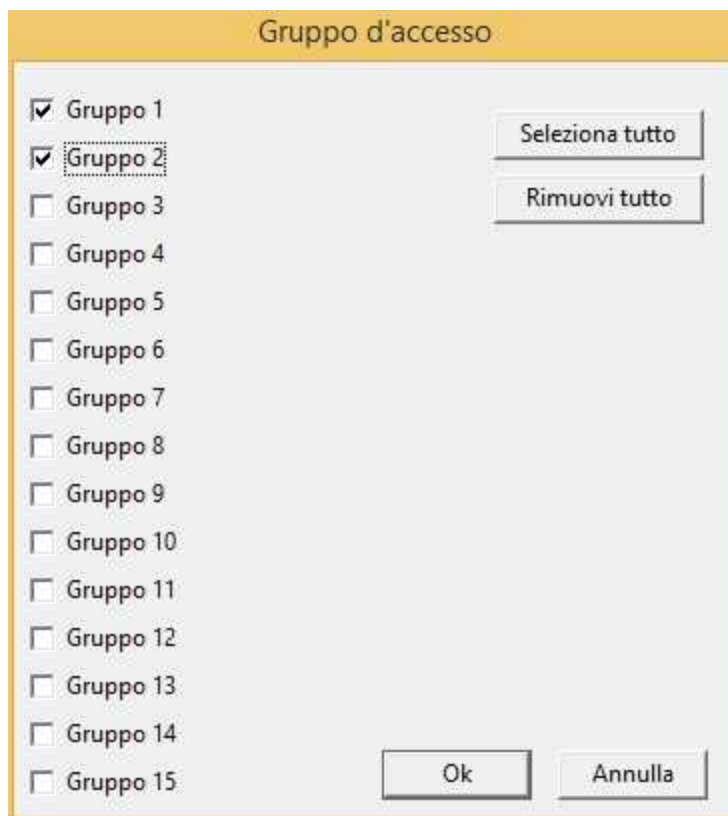 Gruppo d'accesso
Gruppo 1
Gruppo 2
Gruppo 3
Gruppo 4
Gruppo 5
Gruppo 6
Gruppo 7
Gruppo 8
Gruppo 9
Gruppo 10
Gruppo 11
Gruppo 12
Gruppo 13
Gruppo 14
Gruppo 15
Seleziona tutto
Rimuovi tutto
Ok
Annulla